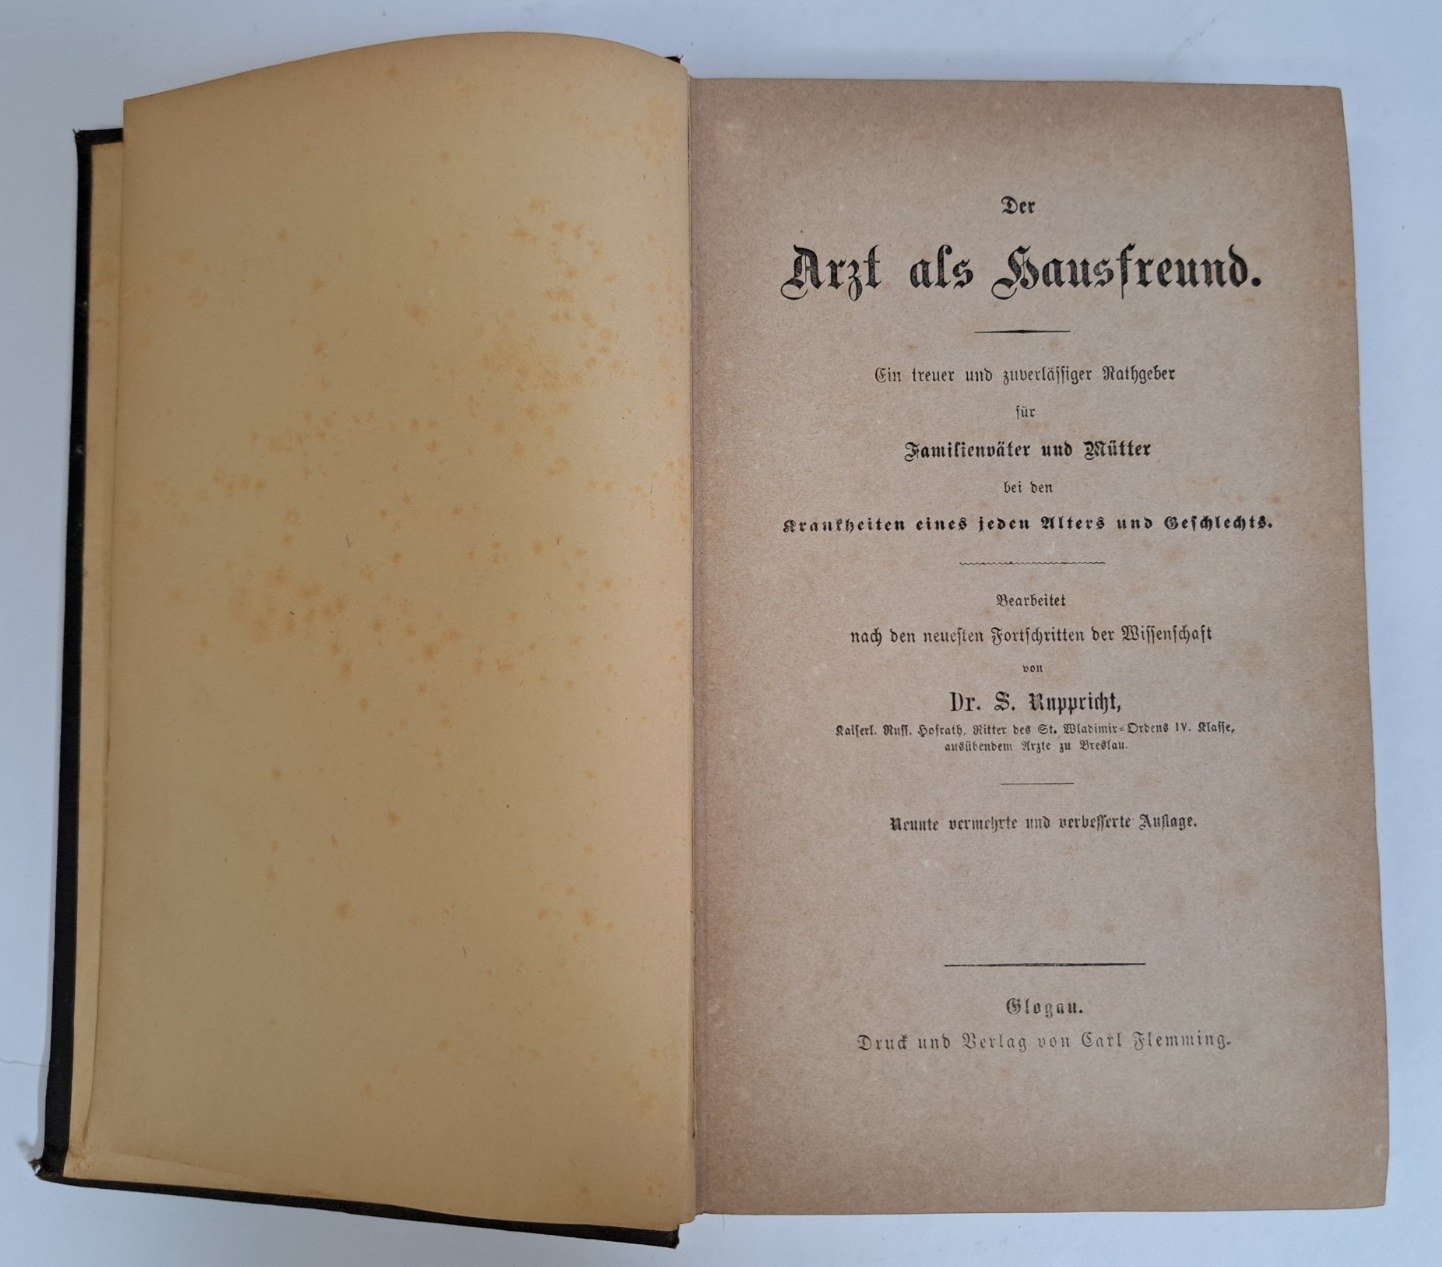 Der
Arzt als Hausfreund.
Ein treuer und zuverlässiger Rathgeber
für
Familienväter und Mütter
bei den
Krankheiten eines jeden Alters und Geschlechts.
Bearbeitet
nach den neuesten Fortschritten der Wissenschaft
von
Dr. S. Ruppricht,
Kaiserl. Russ. Hofrath, Ritter des St. Wladimir-Ordens IV. Klasse,
ausübendem Arzte zu Breslau.
Neunte vermehrte und verbesserte Auflage.
Glogau.
Druck und Verlag von Carl Flemming.